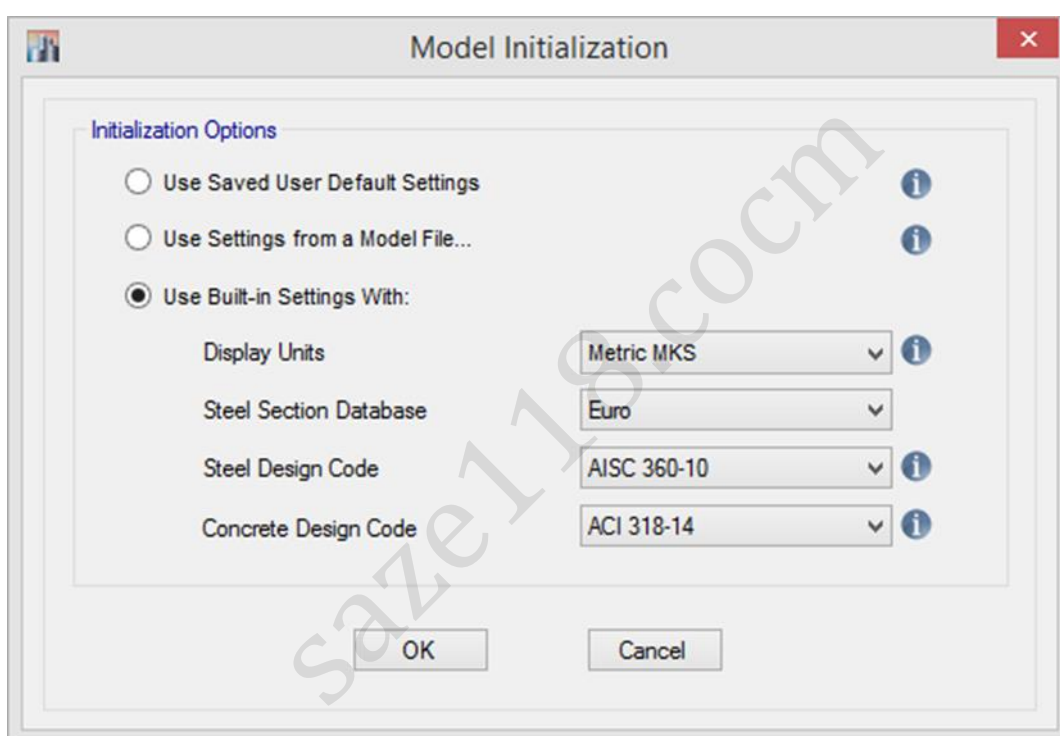 Model Initialization
Initialization Options
Use Saved User Default Settings
Use Settings from a Model File...
Use Built-in Settings With:
Display Units Metric MKS
Steel Section Database Euro
Steel Design Code AISC 360-10
Concrete Design Code ACI 318-14
OK Cancel
saze118.cocm